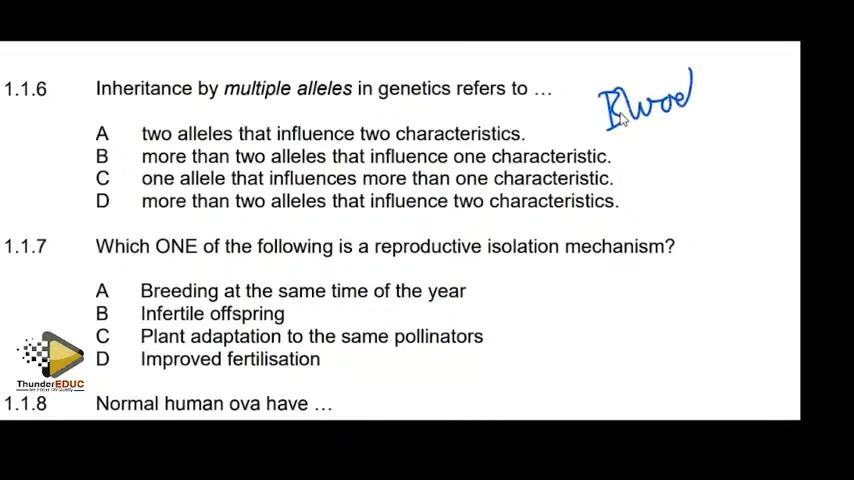 1.1.6 Inheritance by multiple alleles in genetics refers to …
Blood
A two alleles that influence two characteristics.
B more than two alleles that influence one characteristic.
C one allele that influences more than one characteristic.
D more than two alleles that influence two characteristics.
1.1.7 Which ONE of the following is a reproductive isolation mechanism?
A Breeding at the same time of the year
B Infertile offspring
C Plant adaptation to the same pollinators
D Improved fertilisation
ThunderEDUC
1.1.8 Normal human ova have …